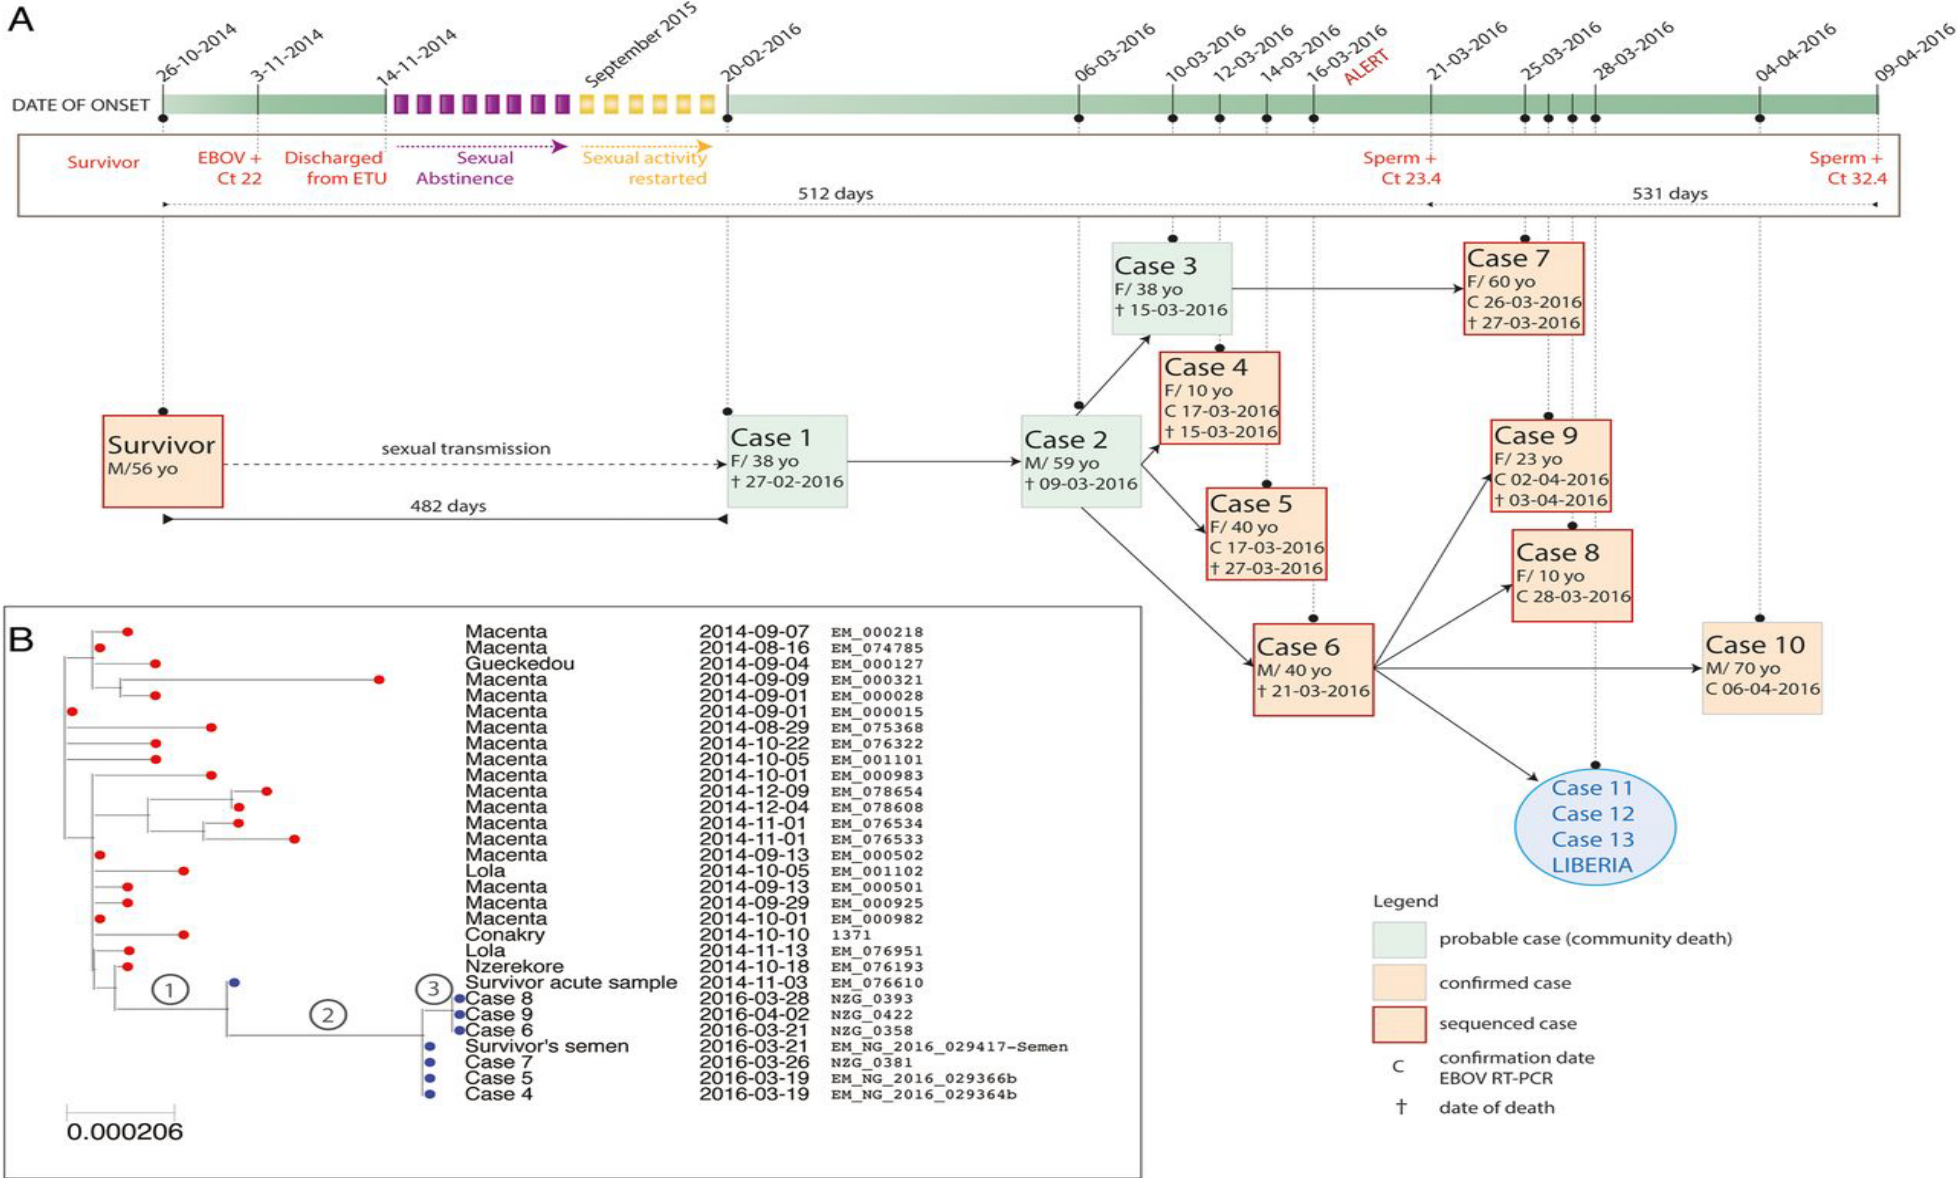 A
26-10-2014
3-11-2014
14-11-2014
September 2015
20-02-2016
06-03-2016
10-03-2016
12-03-2016
14-03-2016
16-03-2016
ALERT
21-03-2016
25-03-2016
28-03-2016
04-04-2016
09-04-2016
DATE OF ONSET
Survivor
EBOV +
Ct 22
Discharged
from ETU
Sexual
Abstinence
Sexual activity
restarted
Sperm +
Ct 23.4
Sperm +
Ct 32.4
512 days
531 days
Case 3
F/ 38 yo
† 15-03-2016
Case 7
F/ 60 yo
C 26-03-2016
† 27-03-2016
Case 4
F/ 10 yo
C 17-03-2016
† 15-03-2016
Survivor
M/56 yo
sexual transmission
482 days
Case 1
F/ 38 yo
† 27-02-2016
Case 2
M/ 59 yo
† 09-03-2016
Case 9
F/ 23 yo
C 02-04-2016
† 03-04-2016
Case 5
F/ 40 yo
C 17-03-2016
† 27-03-2016
Case 8
F/ 10 yo
C 28-03-2016
Case 6
M/ 40 yo
† 21-03-2016
Case 10
M/ 70 yo
C 06-04-2016
Case 11
Case 12
Case 13
LIBERIA
B
Macenta 2014-09-07 EM_000218
Macenta 2014-08-16 EM_074785
Gueckedou 2014-09-04 EM_000127
Macenta 2014-09-09 EM_000321
Macenta 2014-09-01 EM_000028
Macenta 2014-09-01 EM_000015
Macenta 2014-08-29 EM_075368
Macenta 2014-10-22 EM_076322
Macenta 2014-10-05 EM_001101
Macenta 2014-10-01 EM_000983
Macenta 2014-12-09 EM_078654
Macenta 2014-12-04 EM_078608
Macenta 2014-11-01 EM_076534
Macenta 2014-11-01 EM_076533
Macenta 2014-09-13 EM_000502
Lola 2014-10-05 EM_001102
Macenta 2014-09-13 EM_000501
Macenta 2014-09-29 EM_000925
Macenta 2014-10-01 EM_000982
Conakry 2014-10-10 1371
Lola 2014-11-13 EM_076951
Nzerekore 2014-10-18 EM_076193
Survivor acute sample 2014-11-03 EM_076610
Case 8 2016-03-28 NZG_0393
Case 9 2016-04-02 NZG_0422
Case 6 2016-03-21 NZG_0358
Survivor's semen 2016-03-21 EM_NG_2016_029417-Semen
Case 7 2016-03-26 NZG_0381
Case 5 2016-03-19 EM_NG_2016_029366b
Case 4 2016-03-19 EM_NG_2016_029364b
1
2
3
0.000206
Legend
probable case (community death)
confirmed case
sequenced case
C confirmation date
EBOV RT-PCR
† date of death